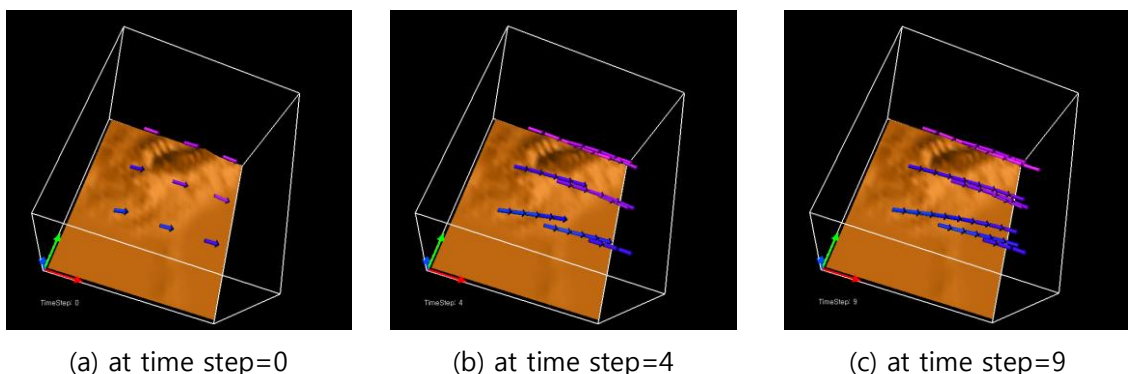 TimeStep: 0
TimeStep: 4
TimeStep: 9
(a) at time step=0
(b) at time step=4
(c) at time step=9